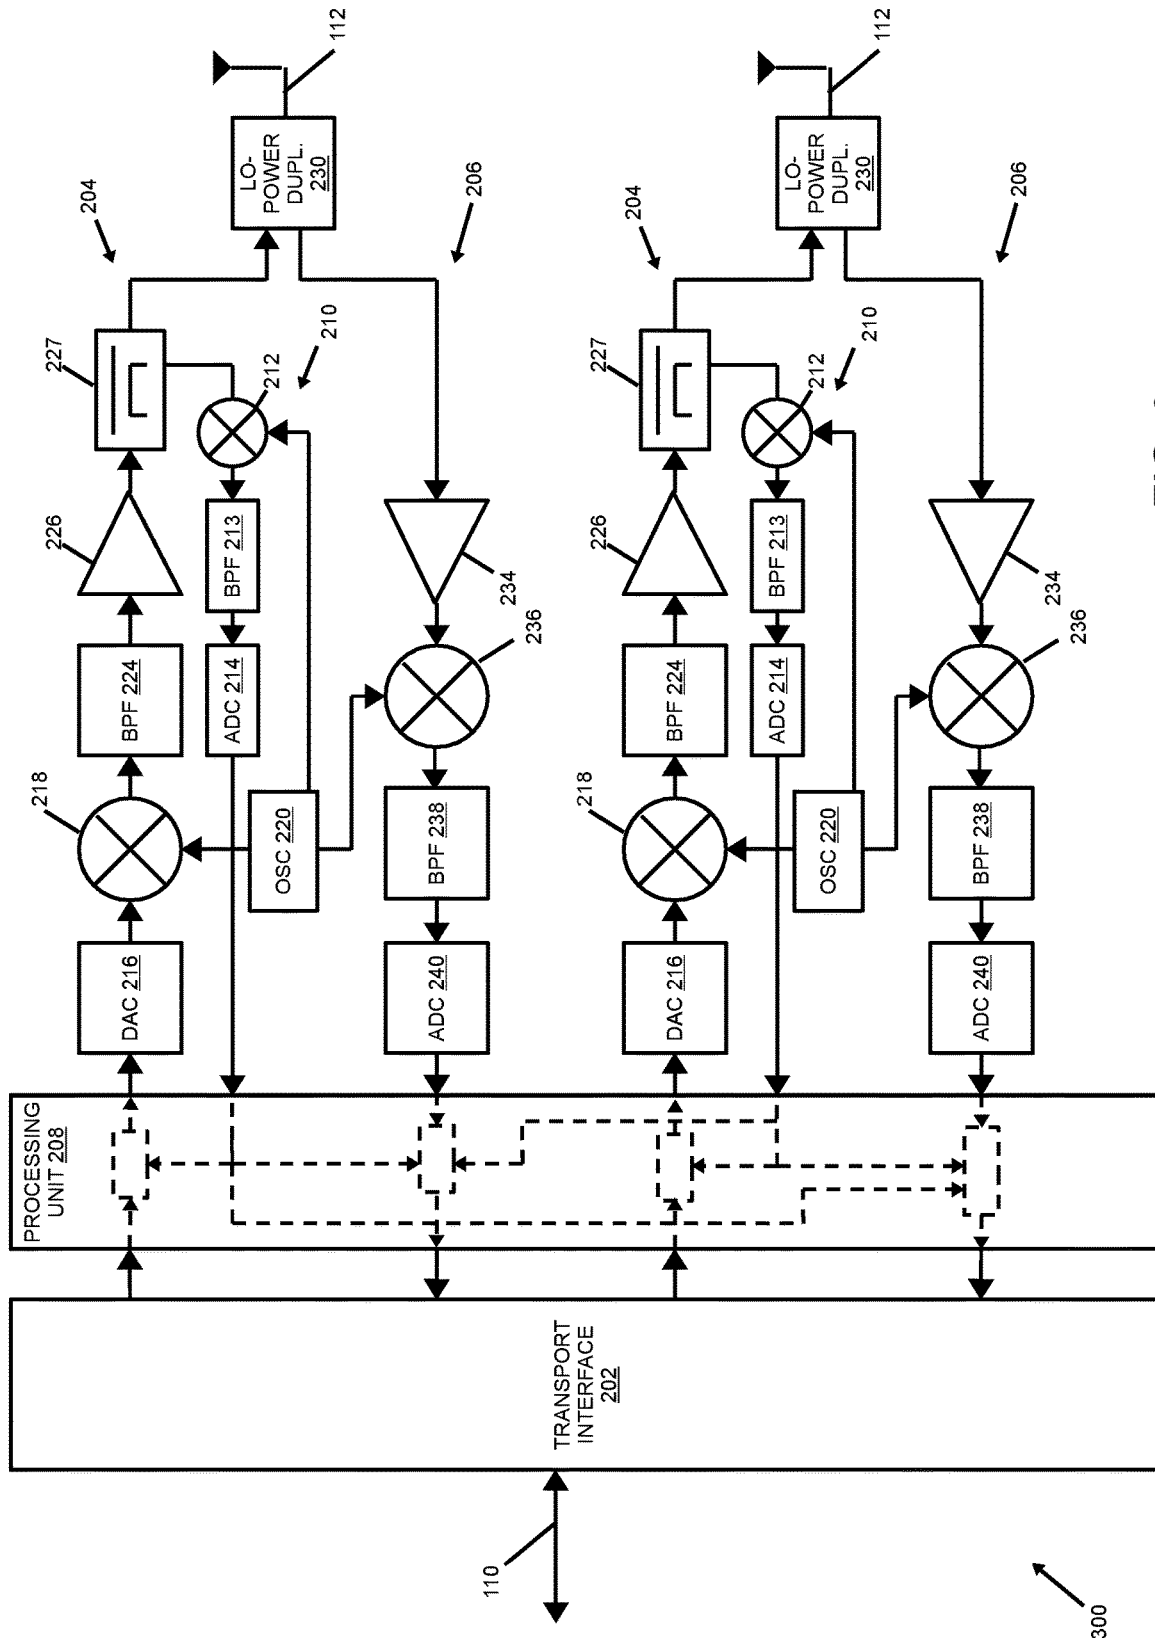 PROCESSING
UNIT 208
218
226
227
204
112
DAC 216
BPF 224
LO-
POWER
DUPL.
230
ADC 214
BPF 213
212
OSC 220
210
206
ADC 240
BPF 238
236
234
110
TRANSPORT
INTERFACE
202
218
226
227
204
112
DAC 216
BPF 224
LO-
POWER
DUPL.
230
ADC 214
BPF 213
212
OSC 220
210
206
ADC 240
BPF 238
236
234
300